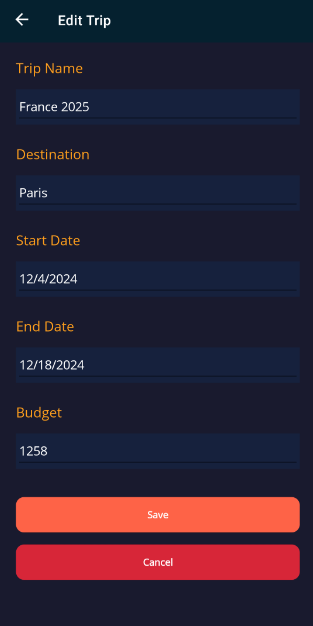 Edit Trip
Trip Name
France 2025
Destination
Paris
Start Date
12/4/2024
End Date
12/18/2024
Budget
1258
Save
Cancel